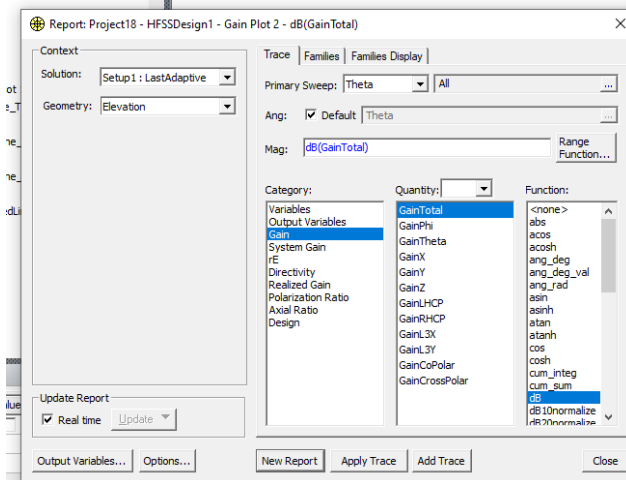 Report: Project18 - HFSSDesign1 - Gain Plot 2 - dB(GainTotal)
Context
Solution: Setup1 : LastAdaptive
Geometry: Elevation
Trace Families Families Display
Primary Sweep: Theta All ...
Ang: Default Theta ...
Mag: dB(GainTotal)
Range
Function...
Category:
Variables
Output Variables
Gain
System Gain
rE
Directivity
Realized Gain
Polarization Ratio
Axial Ratio
Design
Quantity:
GainTotal
GainPhi
GainTheta
GainX
GainY
GainZ
GainLHCP
GainRHCP
GainL3X
GainL3Y
GainCoPolar
GainCrossPolar
Function:
<none>
abs
acos
acosh
ang_deg
ang_deg_val
ang_rad
asin
asinh
atan
atanh
cos
cosh
cum_integ
cum_sum
dB
dB10normalize
dB20normalize
Update Report
Real time Update
Output Variables... Options... New Report Apply Trace Add Trace Close